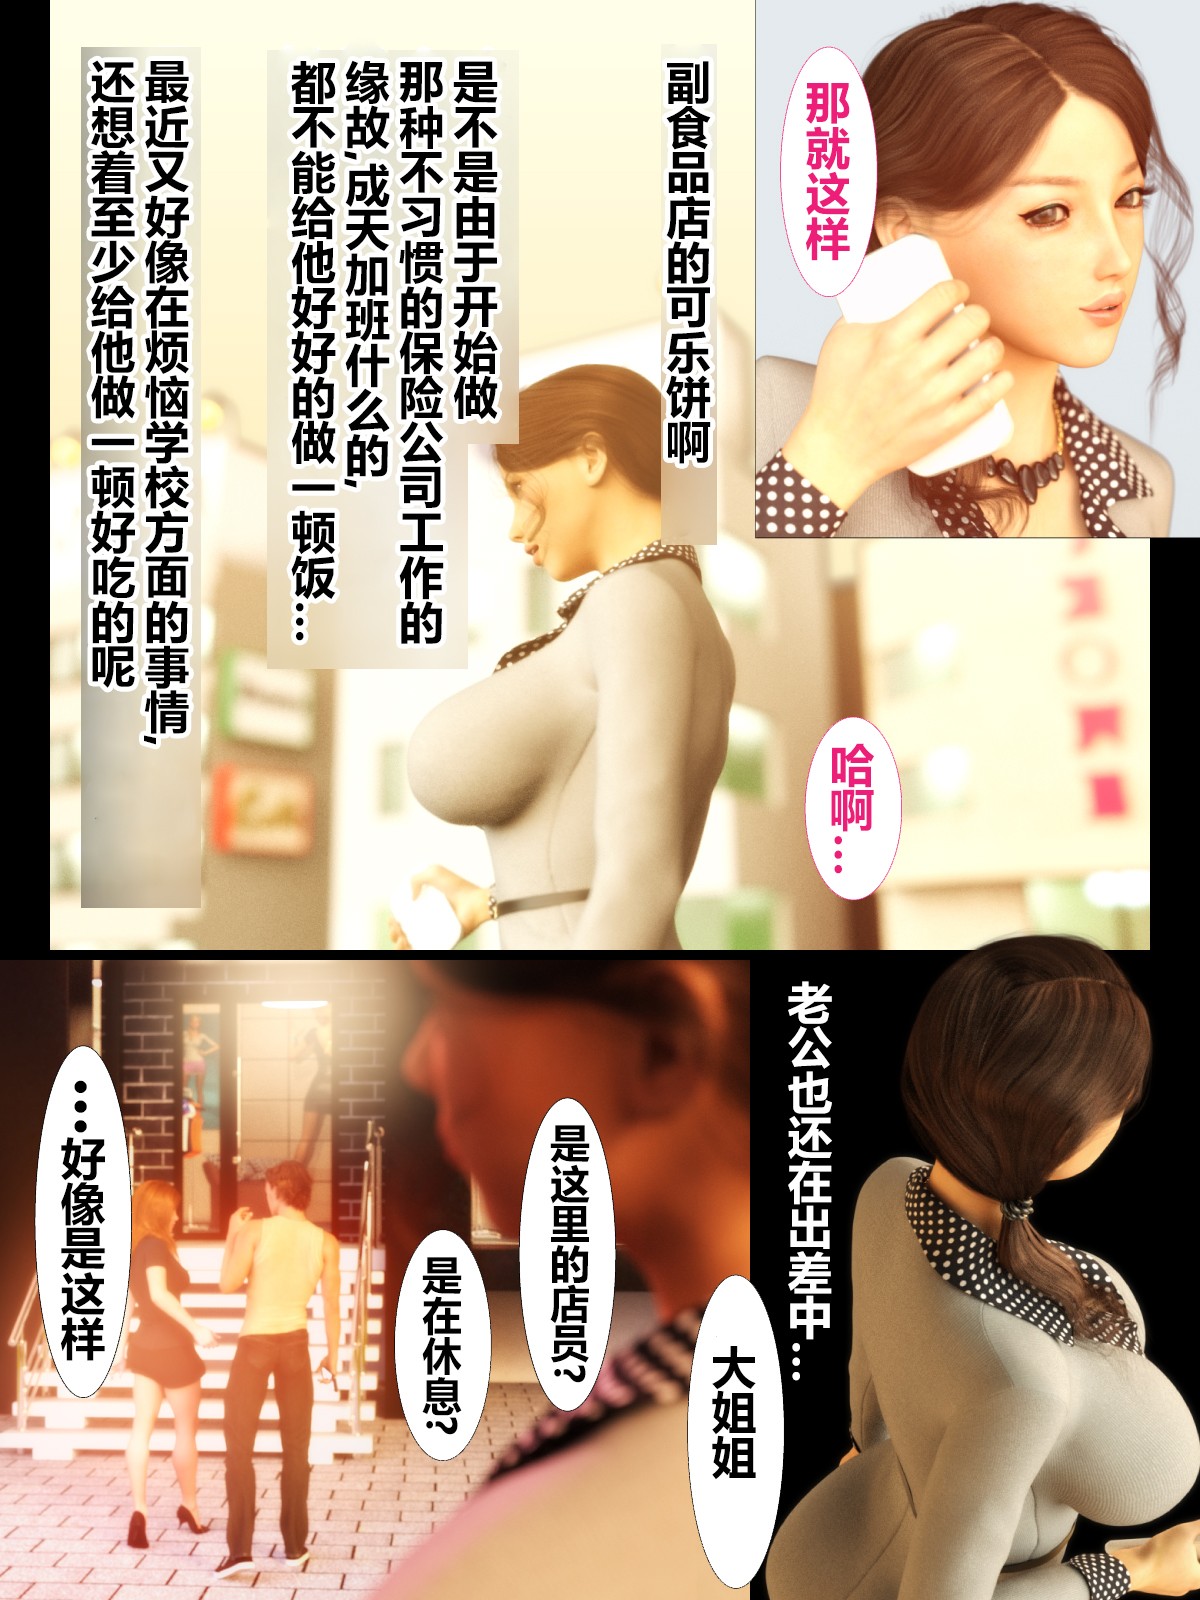 那就这样
副食品店的可乐饼啊
是不是由于开始做
那种不习惯的保险公司工作的
缘故,成天加班什么的,
都不能给他好好的做一顿饭…
最近又好像在烦恼学校方面的事情,
还想着至少给他做一顿好吃的呢
哈啊…
老公也还在出差中…
大姐姐
是这里的店员?
是在休息?
…好像是这样